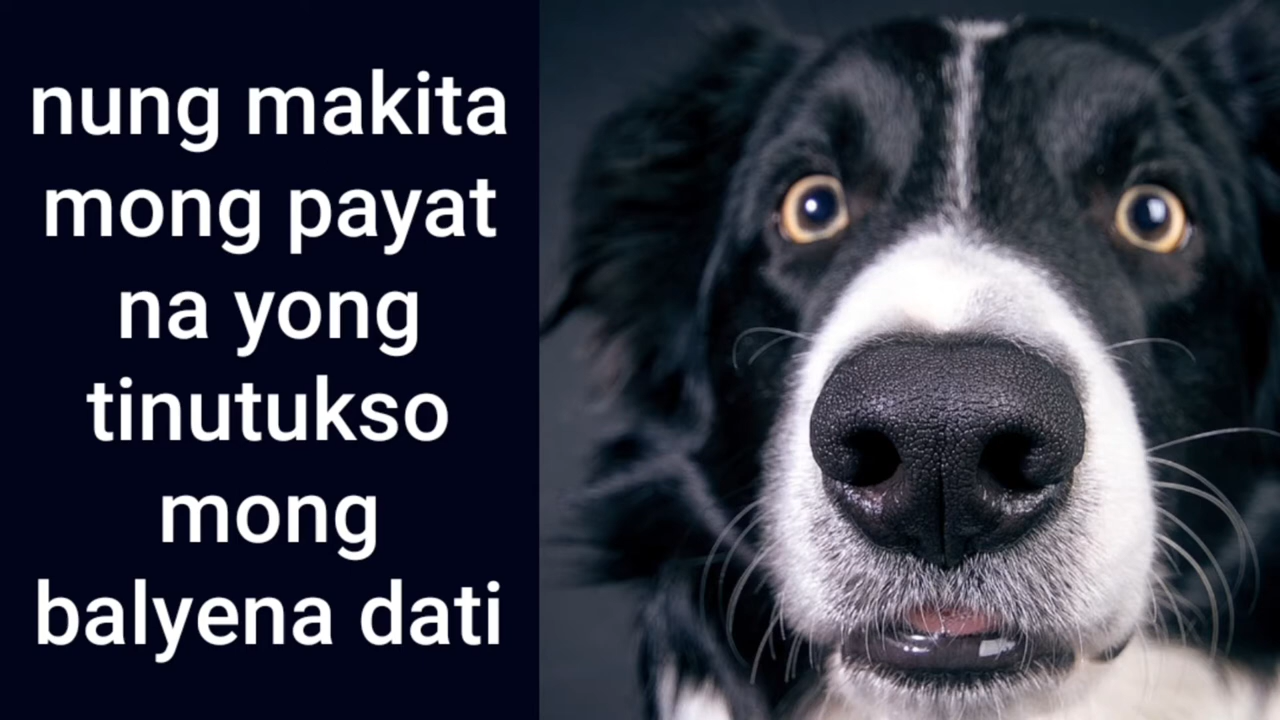 nung makita
mong payat
na yong
tinutukso
mong
balyena dati